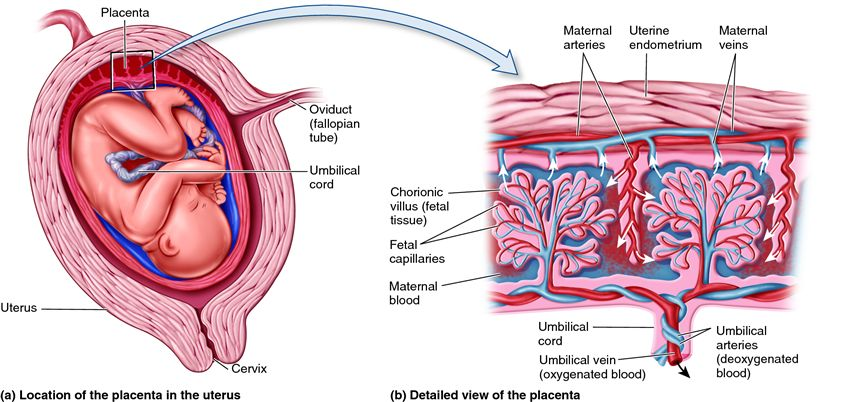 Placenta
Oviduct
(fallopian
tube)
Umbilical
cord
Uterus
Cervix
(a) Location of the placenta in the uterus
Maternal
arteries
Uterine
endometrium
Maternal
veins
Chorionic
villus (fetal
tissue)
Fetal
capillaries
Maternal
blood
Umbilical
cord
Umbilical vein
(oxygenated blood)
Umbilical
arteries
(deoxygenated
blood)
(b) Detailed view of the placenta